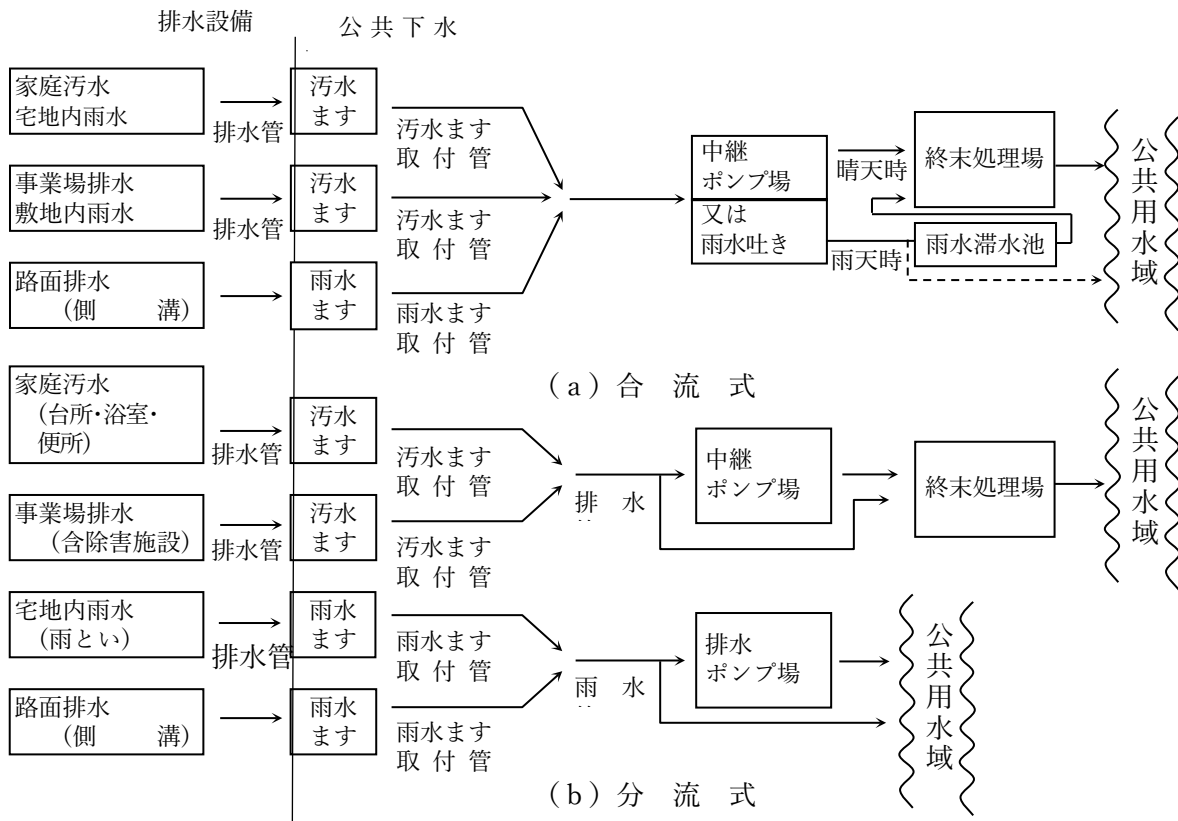 排水設備
公共下水
家庭汚水
宅地内雨水
排水管
汚水
ます
汚水ます
取付管
事業場排水
敷地内雨水
排水管
汚水
ます
汚水ます
取付管
路面排水
(側　溝)
雨水
ます
雨水ます
取付管
中継
ポンプ場
又は
雨水吐き
晴天時
雨天時
終末処理場
雨水滞水池
公共用水域
(a)合流式
家庭汚水
(台所・浴室・
便所)
排水管
汚水
ます
汚水ます
取付管
事業場排水
(含除害施設)
排水管
汚水
ます
汚水ます
取付管
排水
中継
ポンプ場
終末処理場
公共用水域
宅地内雨水
(雨とい)
排水管
雨水
ます
雨水ます
取付管
路面排水
(側　溝)
雨水
ます
雨水ます
取付管
雨水
排水
ポンプ場
公共用水域
(b)分流式